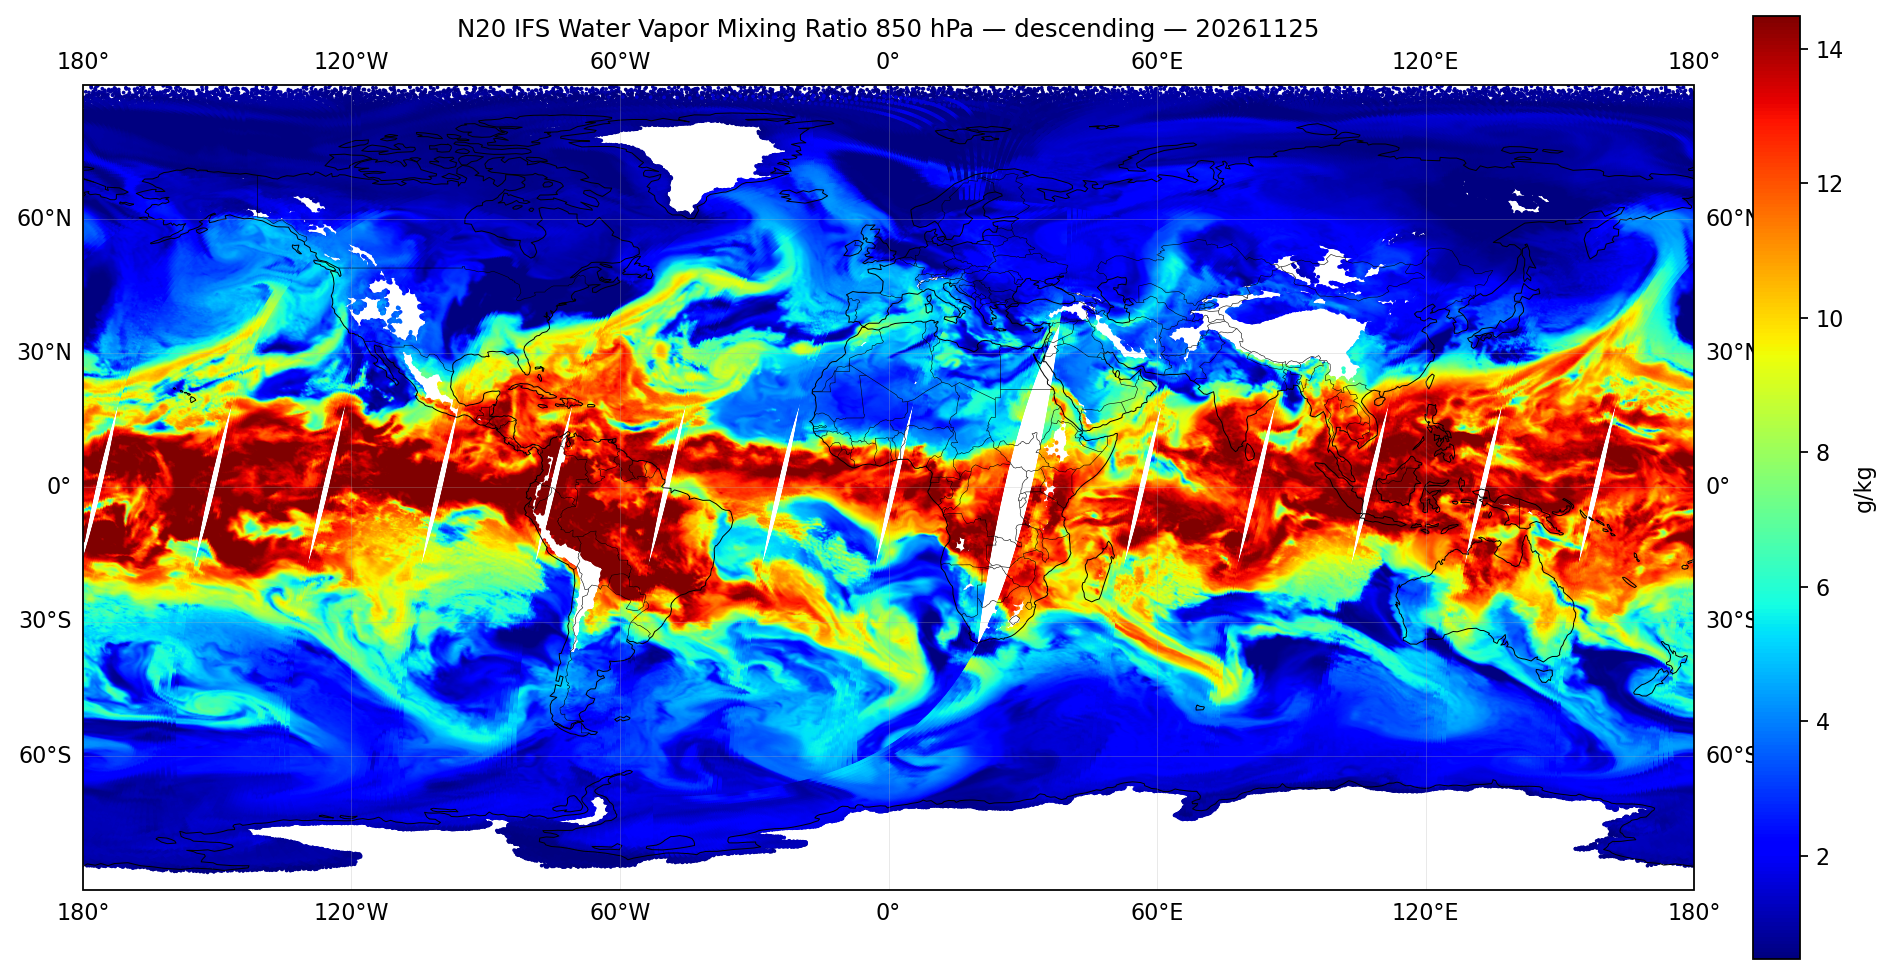 N20 IFS Water Vapor Mixing Ratio 850 hPa — descending — 20261125
180° 120°W 60°W 0° 60°E 120°E 180°
14
12
10
8
6
4
2
g/kg
60°N 60°N
30°N 30°N
0° 0°
30°S 30°S
60°S 60°S
180° 120°W 60°W 0° 60°E 120°E 180°